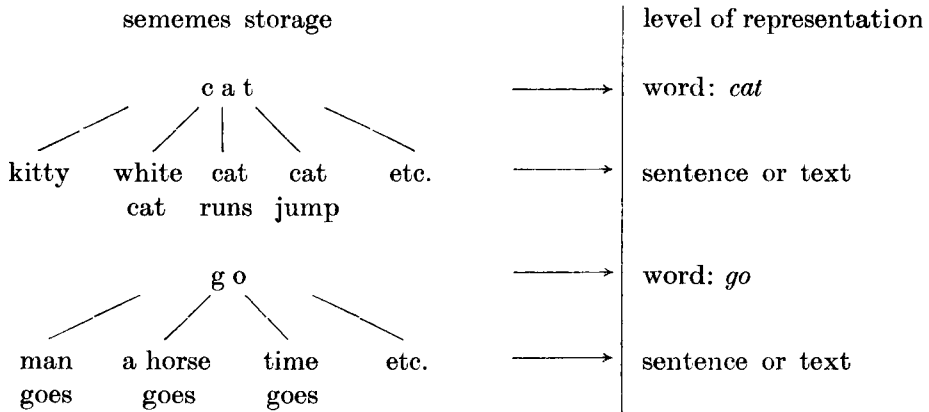 sememes storage level of representation
c a t word: cat
kitty white cat cat etc. sentence or text
cat runs jump
g o word: go
man a horse time etc. sentence or text
goes goes goes